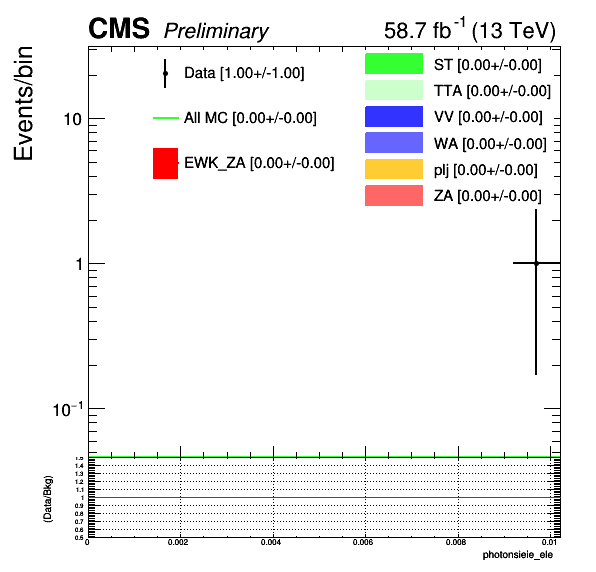 CMS Preliminary 58.7 fb⁻¹ (13 TeV)
Events/bin
Data [1.00+/-1.00]
All MC [0.00+/-0.00]
EWK_ZA [0.00+/-0.00]
ST [0.00+/-0.00]
TTA [0.00+/-0.00]
VV [0.00+/-0.00]
WA [0.00+/-0.00]
plj [0.00+/-0.00]
ZA [0.00+/-0.00]
10
1
10⁻¹
(Data/Bkg)
1.5
1.4
1.3
1.2
1.1
1
0.9
0.8
0.7
0.6
0.5
0 0.002 0.004 0.006 0.008 0.01
photonsieie_ele